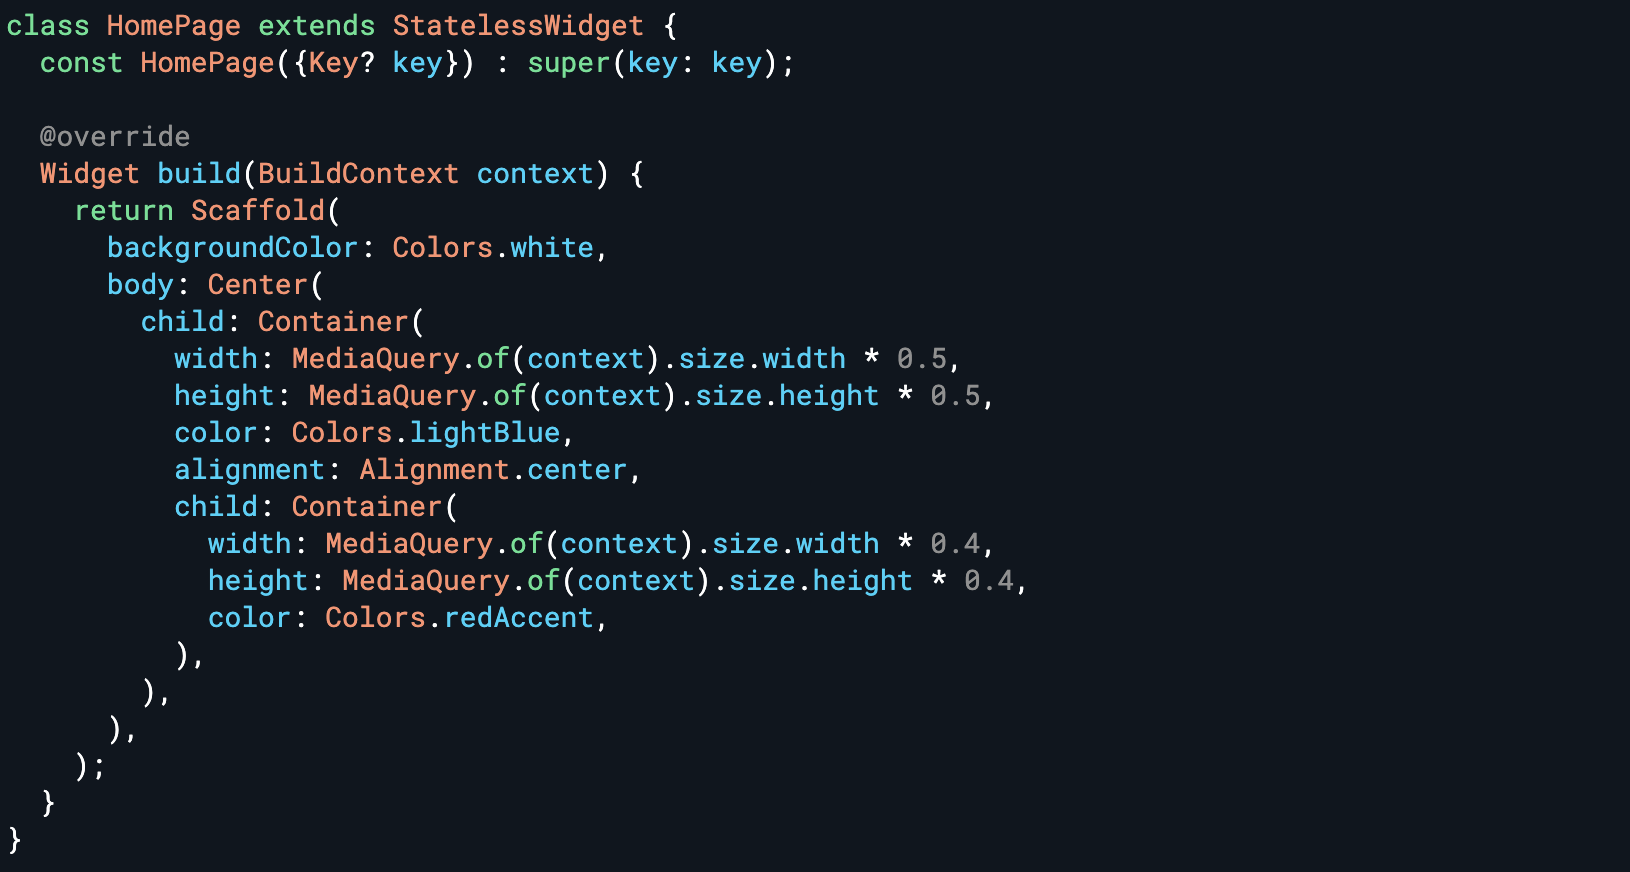 class HomePage extends StatelessWidget {
  const HomePage({Key? key}) : super(key: key);

  @override
  Widget build(BuildContext context) {
    return Scaffold(
      backgroundColor: Colors.white,
      body: Center(
        child: Container(
          width: MediaQuery.of(context).size.width * 0.5,
          height: MediaQuery.of(context).size.height * 0.5,
          color: Colors.lightBlue,
          alignment: Alignment.center,
          child: Container(
            width: MediaQuery.of(context).size.width * 0.4,
            height: MediaQuery.of(context).size.height * 0.4,
            color: Colors.redAccent,
          ),
        ),
      ),
    );
  }
}